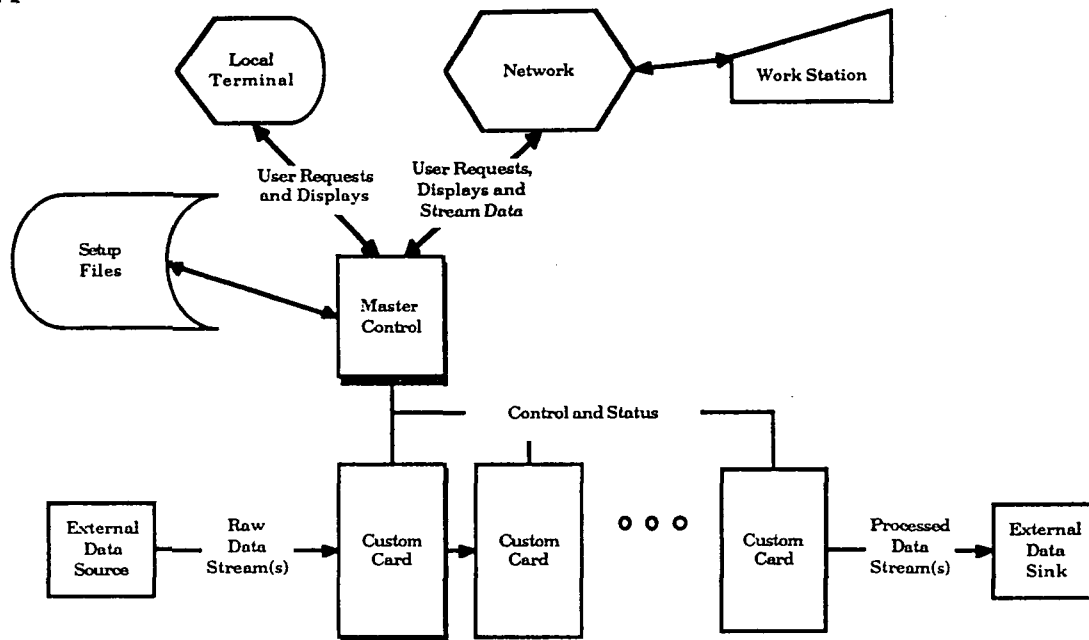 Local
Terminal
Network
Work Station
User Requests
and Displays
User Requests,
Displays and
Stream Data
Setup
Files
Master
Control
Control and Status
External
Data
Source
Raw
Data
Stream(s)
Custom
Card
Custom
Card
Custom
Card
Processed
Data
Stream(s)
External
Data
Sink